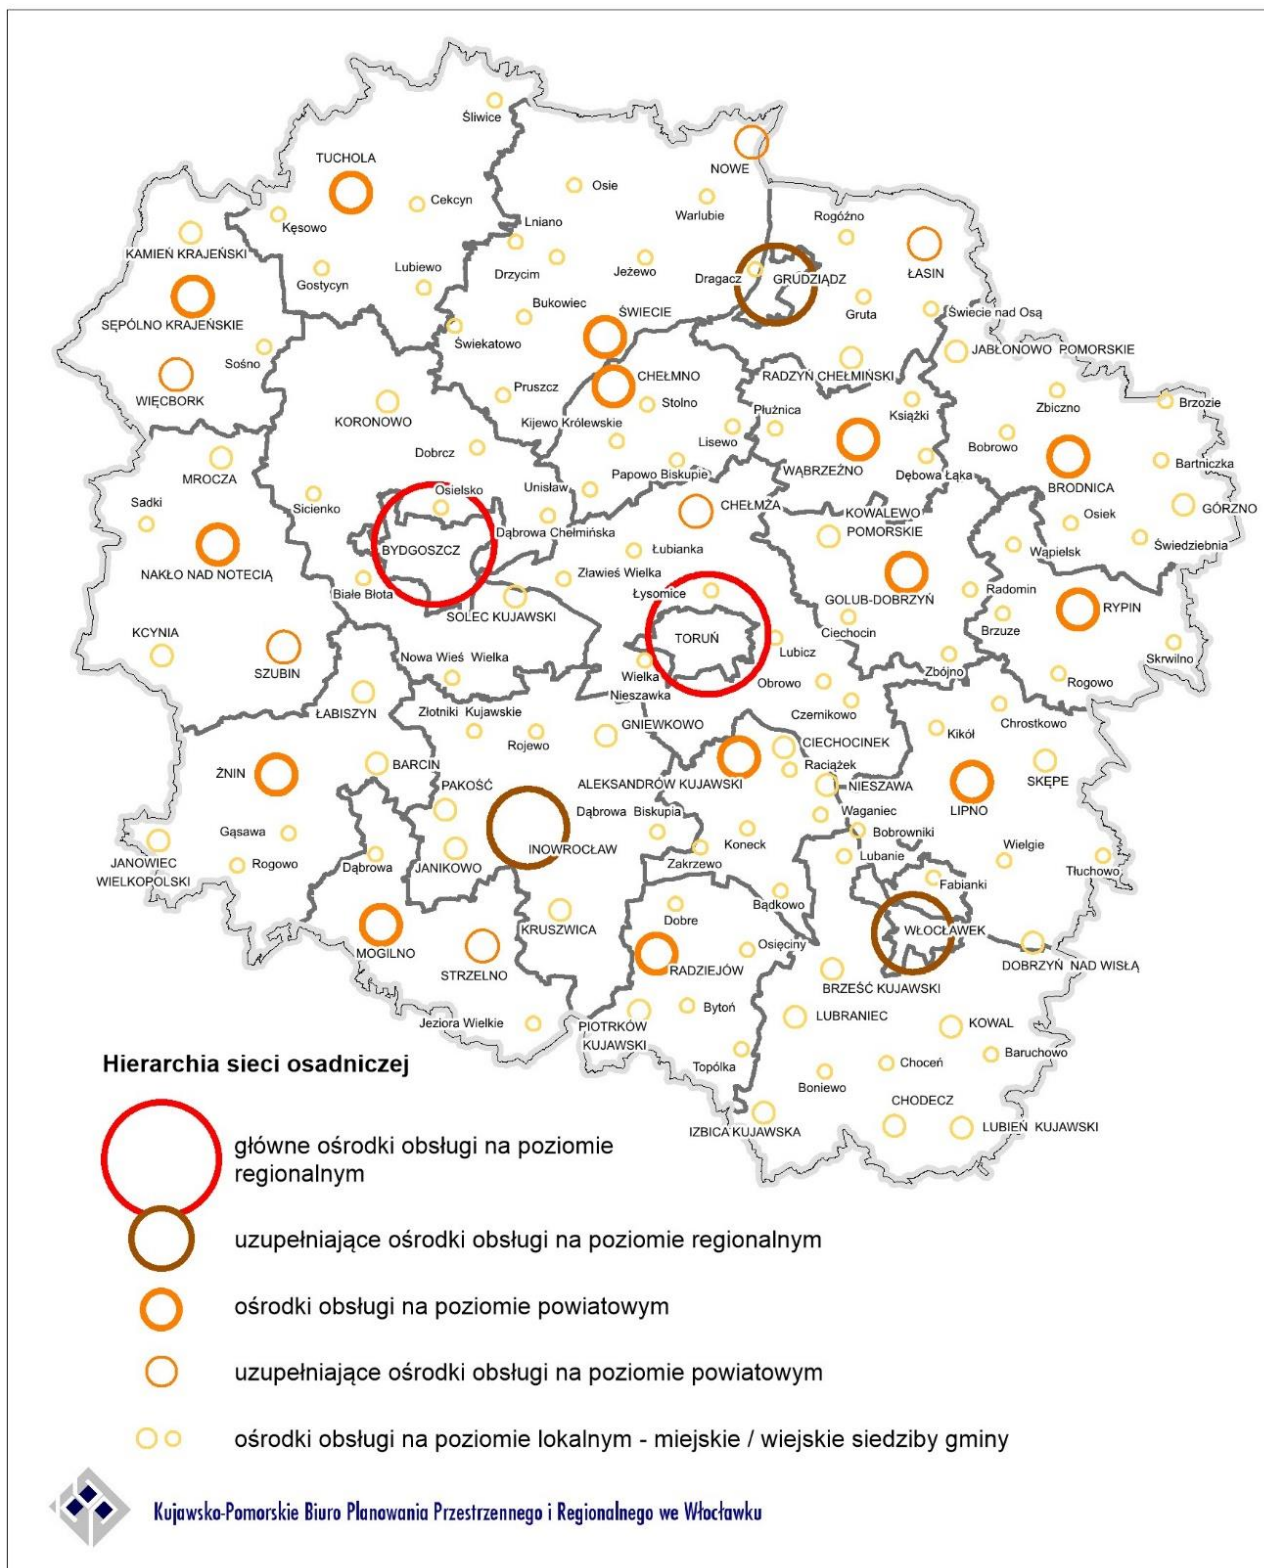 Śliwice
TUCHOLA
NOWE
Osie
Cekcyn
Warlubie
Kęsowo
Lniano
Rogóźno
KAMIEŃ KRAJEŃSKI
Gostycyn
Lubiewo
Drzycim
Jeżewo
Dragacz
GRUDZIĄDZ
ŁASIN
Bukowiec
ŚWIECIE
Gruta
Świecie nad Osą
SĘPÓLNO KRAJEŃSKIE
Świekatowo
JABŁONOWO POMORSKIE
Sośno
CHEŁMNO
RADZYŃ CHEŁMIŃSKI
WIĘCBORK
Pruszcz
Stolno
Płużnica
Książki
Zbiczno
Brzozie
KORONOWO
Kijewo Królewskie
Lisewo
Bobrowo
Dobrcz
Papowo Biskupie
WĄBRZEŹNO
Dębowa Łąka
Bartniczka
MROCZA
BRODNICA
Sadki
Sicienko
Osielsko
Unisław
CHEŁMŻA
KOWALEWO
POMORSKIE
Osiek
GÓRZNO
Dąbrowa Chełmińska
BYDGOSZCZ
Łubianka
Wąpielsk
Świedziebnia
NAKŁO NAD NOTECIĄ
Białe Błota
Zławieś Wielka
Łysomice
GOLUB-DOBRZYŃ
Radomin
RYPIN
SOLEC KUJAWSKI
Ciechocin
Brzuze
KCYNIA
TORUŃ
Lubicz
Skrwilno
SZUBIN
Nowa Wieś Wielka
Wielka
Nieszawka
Obrowo
Zbójno
Rogowo
ŁABISZYN
Złotniki Kujawskie
GNIEWKOWO
Czernikowo
Chrostkowo
Rojewo
Kikół
CIECHOCINEK
ŻNIN
BARCIN
Raciążek
SKĘPE
PAKOŚĆ
ALEKSANDRÓW KUJAWSKI
NIESZAWA
LIPNO
Dąbrowa Biskupia
Waganiec
Gąsawa
INOWROCŁAW
Koneck
Bobrowniki
JANOWIEC
WIELKOPOLSKI
Rogowo
Dąbrowa
JANIKOWO
Zakrzewo
Lubanie
Wielgie
Tłuchowo
Fabianki
Bądkowo
KRUSZWICA
Dobre
WŁOCŁAWEK
MOGILNO
STRZELNO
Osięciny
RADZIEJÓW
DOBRZYŃ NAD WISŁĄ
BRZEŚĆ KUJAWSKI
Bytoń
Jeziora Wielkie
PIOTRKÓW
KUJAWSKI
LUBRANIEC
KOWAL
Topólka
Baruchowo
Choceń
Boniewo
CHODECZ
IZBICA KUJAWSKA
LUBIEŃ KUJAWSKI
Hierarchia sieci osadniczej
główne ośrodki obsługi na poziomie
regionalnym
uzupełniające ośrodki obsługi na poziomie regionalnym
ośrodki obsługi na poziomie powiatowym
uzupełniające ośrodki obsługi na poziomie powiatowym
ośrodki obsługi na poziomie lokalnym - miejskie / wiejskie siedziby gminy
Kujawsko-Pomorskie Biuro Planowania Przestrzennego i Regionalnego we Włocławku